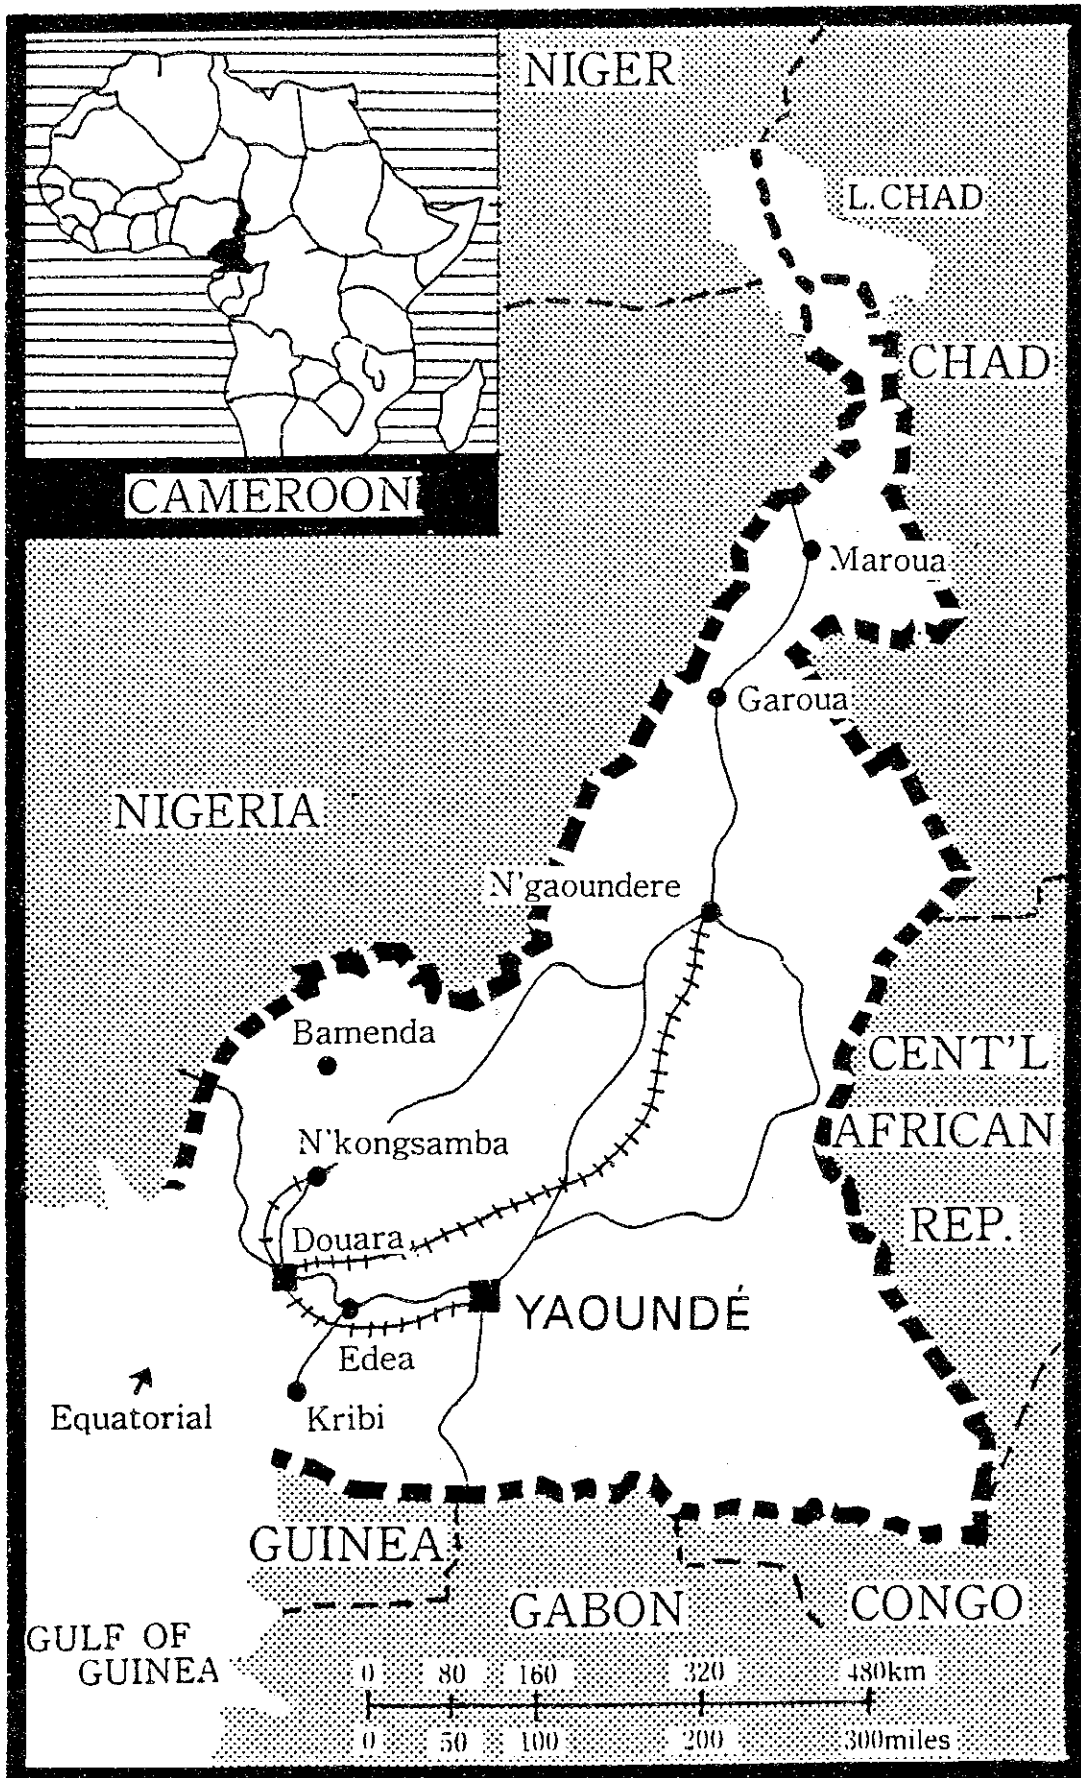 NIGER
L. CHAD
CHAD
CAMEROON
Maroua
Garoua
NIGERIA
N'gaoundere
Bamenda
CENT'L
AFRICAN
REP.
N'kongsamba
Douara
YAOUNDÉ
Edea
Equatorial
Kribi
GUINEA
GABON
CONGO
GULF OF
GUINEA
0 80 160 320 480km
0 50 100 200 300miles